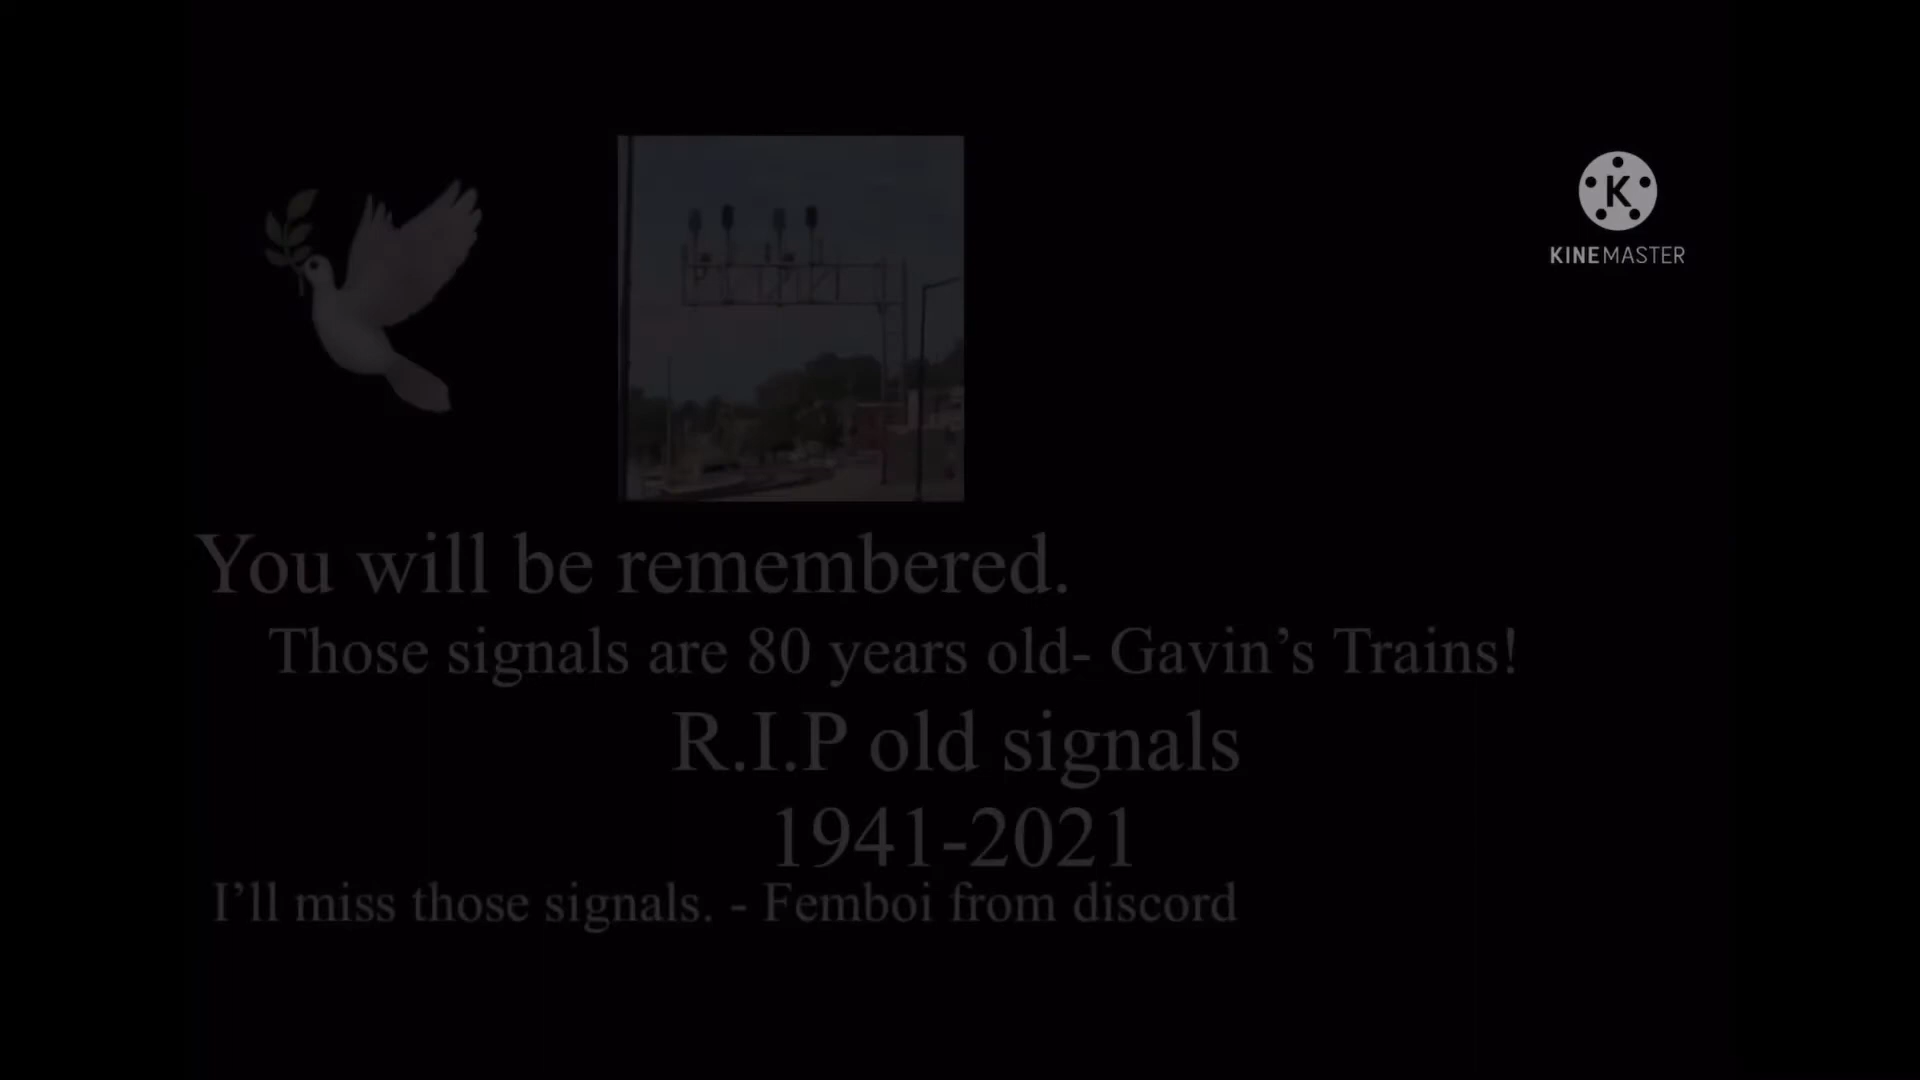 K
KINEMASTER
You will be remembered.
Those signals are 80 years old- Gavin’s Trains!
R.I.P old signals
1941-2021
I’ll miss those signals. - Femboi from discord